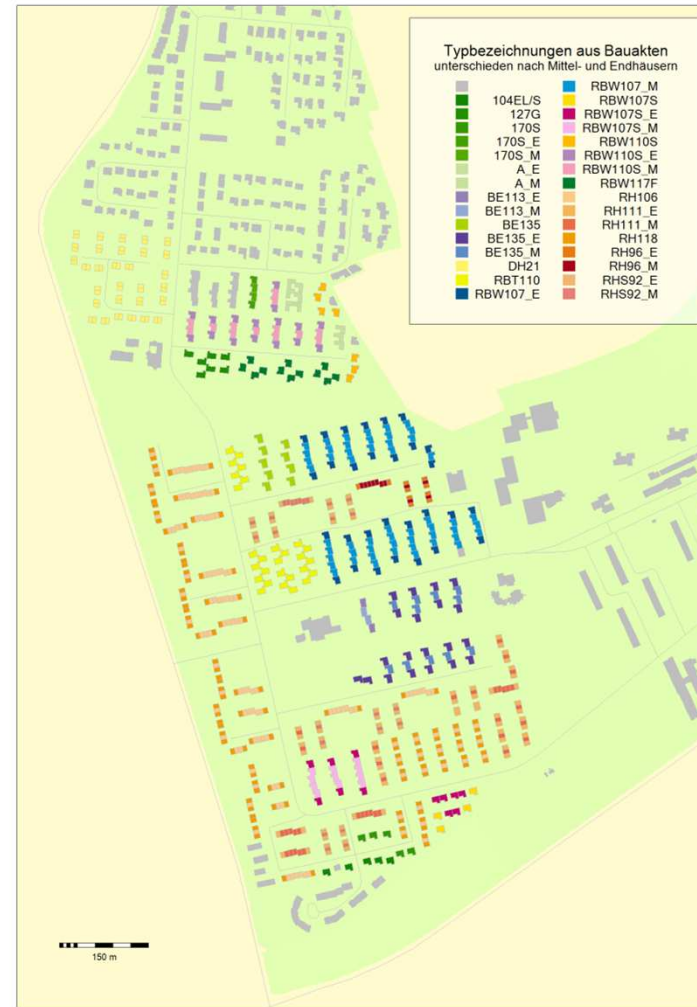 Typbezeichnungen aus Bauakten
unterschieden nach Mittel- und Endhäusern
104EL/S
127G
170S
170S_E
170S_M
A_E
A_M
BE113_E
BE113_M
BE135
BE135_E
BE135_M
DH21
RBT110
RBW107_E
RBW107_M
RBW107S
RBW107S_E
RBW107S_M
RBW110S
RBW110S_E
RBW110S_M
RBW117F
RH106
RH111_E
RH111_M
RH118
RH96_E
RH96_M
RHS92_E
RHS92_M
150 m